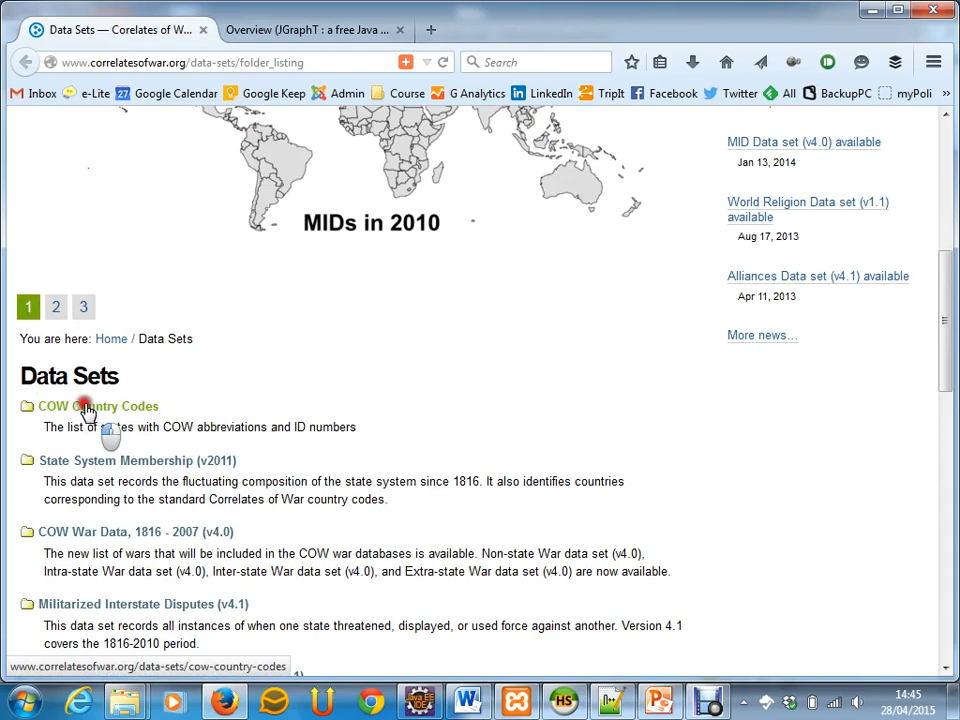 Data Sets — Corelates of W...
Overview (JGraphT : a free Java ...
www.correlatesofwar.org/data-sets/folder_listing
Search
Inbox
e-Lite
27
Google Calendar
Google Keep
Admin
Course
G Analytics
LinkedIn
TripIt
Facebook
Twitter
All
BackupPC
myPoli
»
MIDs in 2010
MID Data set (v4.0) available
Jan 13, 2014
World Religion Data set (v1.1)
available
Aug 17, 2013
Alliances Data set (v4.1) available
Apr 11, 2013
More news…
1 2 3
You are here: Home / Data Sets
Data Sets
COW Country Codes
The list of states with COW abbreviations and ID numbers
State System Membership (v2011)
This data set records the fluctuating composition of the state system since 1816. It also identifies countries
corresponding to the standard Correlates of War country codes.
COW War Data, 1816 - 2007 (v4.0)
The new list of wars that will be included in the COW war databases is available. Non-state War data set (v4.0),
Intra-state War data set (v4.0), Inter-state War data set (v4.0), and Extra-state War data set (v4.0) are now available.
Militarized Interstate Disputes (v4.1)
This data set records all instances of when one state threatened, displayed, or used force against another. Version 4.1
covers the 1816-2010 period.
www.correlatesofwar.org/data-sets/cow-country-codes
Java EE
IDE
HS
14:45
28/04/2015